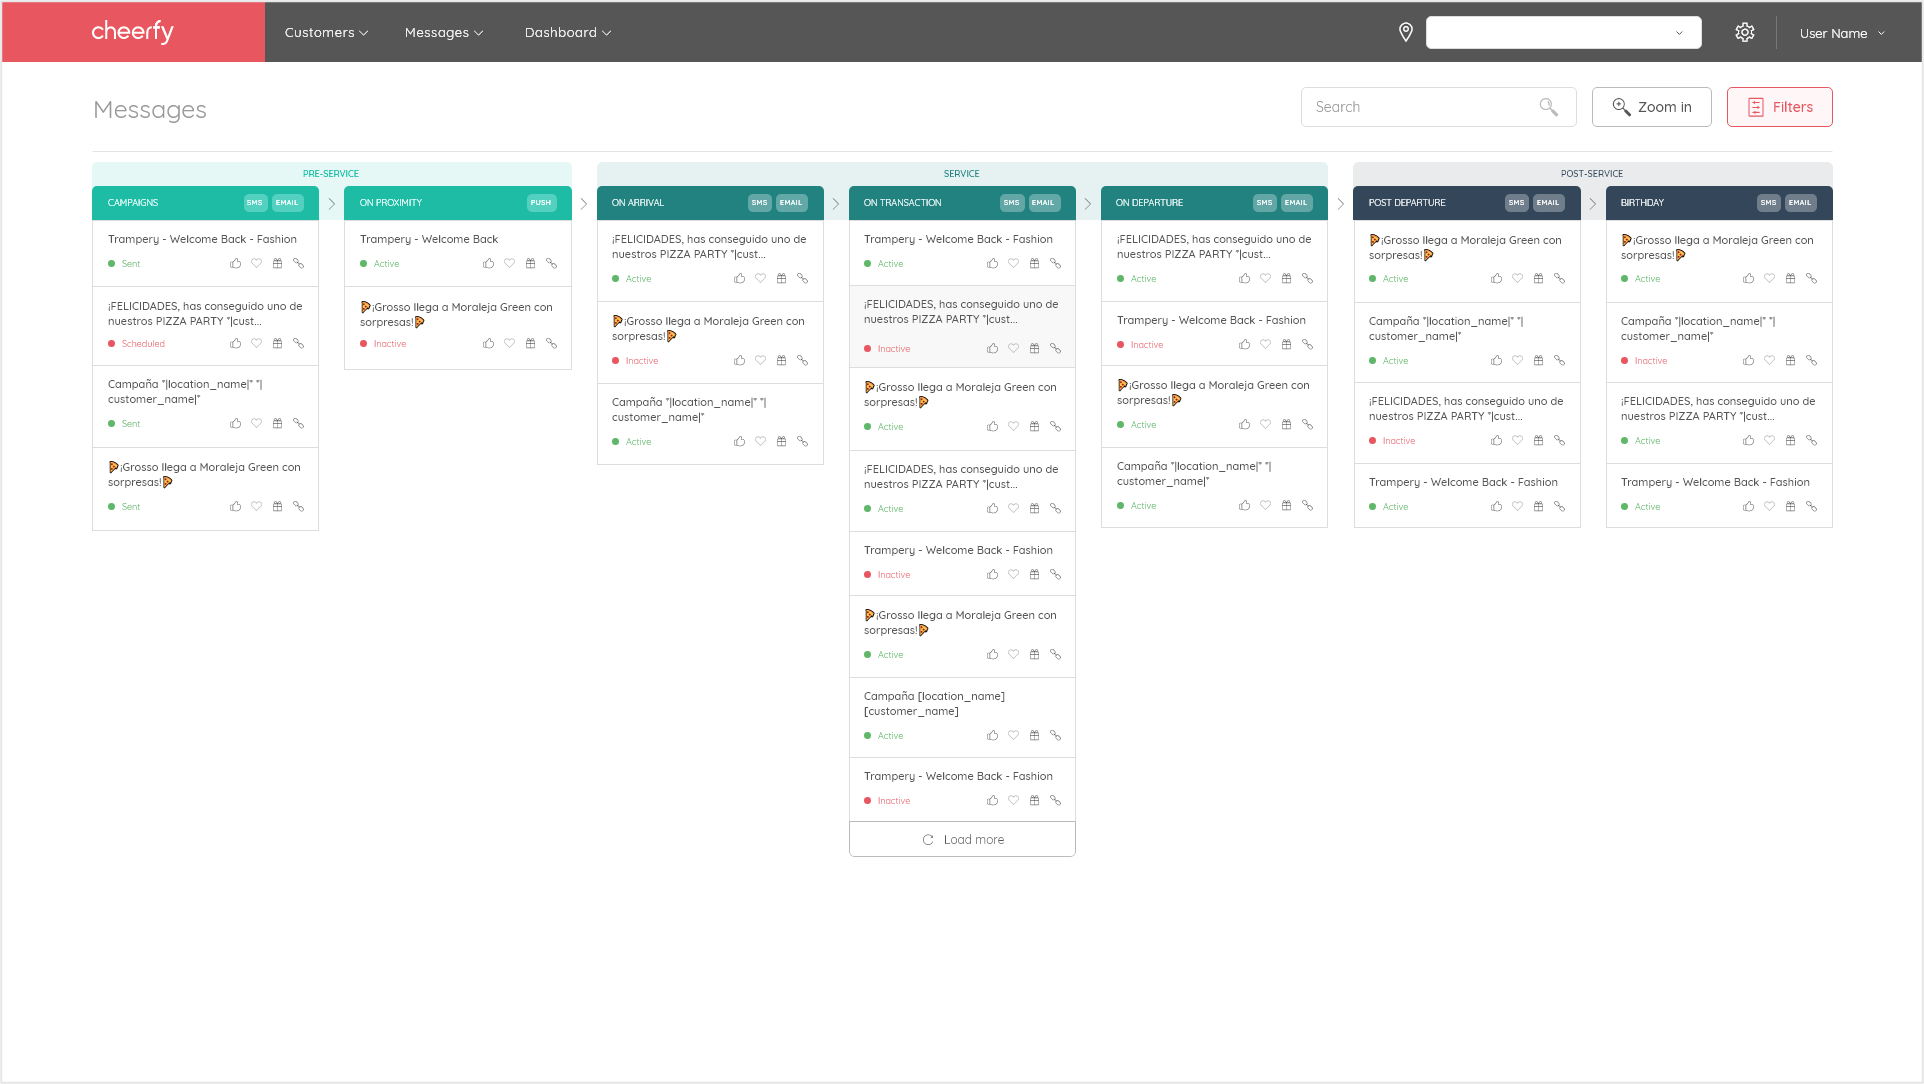 cheerfy
Customers
Messages
Dashboard
User Name
Messages
Search
Zoom in
Filters
PRE-SERVICE
SERVICE
POST-SERVICE
CAMPAIGNS SMS EMAIL
Trampery - Welcome Back - Fashion
Sent
¡FELICIDADES, has conseguido uno de
nuestros PIZZA PARTY *|cust...
Scheduled
Campaña *|location_name|* *|
customer_name|*
Sent
🍕¡Grosso llega a Moraleja Green con
sorpresas!🍕
Sent
ON PROXIMITY PUSH
Trampery - Welcome Back
Active
🍕¡Grosso llega a Moraleja Green con
sorpresas!🍕
Inactive
ON ARRIVAL SMS EMAIL
¡FELICIDADES, has conseguido uno de
nuestros PIZZA PARTY *|cust...
Active
🍕¡Grosso llega a Moraleja Green con
sorpresas!🍕
Inactive
Campaña *|location_name|* *|
customer_name|*
Active
ON TRANSACTION SMS EMAIL
Trampery - Welcome Back - Fashion
Active
¡FELICIDADES, has conseguido uno de
nuestros PIZZA PARTY *|cust...
Inactive
🍕¡Grosso llega a Moraleja Green con
sorpresas!🍕
Active
¡FELICIDADES, has conseguido uno de
nuestros PIZZA PARTY *|cust...
Active
Trampery - Welcome Back - Fashion
Inactive
🍕¡Grosso llega a Moraleja Green con
sorpresas!🍕
Active
Campaña [location_name]
[customer_name]
Active
Trampery - Welcome Back - Fashion
Inactive
Load more
ON DEPARTURE SMS EMAIL
¡FELICIDADES, has conseguido uno de
nuestros PIZZA PARTY *|cust...
Active
Trampery - Welcome Back - Fashion
Inactive
🍕¡Grosso llega a Moraleja Green con
sorpresas!🍕
Active
Campaña *|location_name|* *|
customer_name|*
Active
POST DEPARTURE SMS EMAIL
🍕¡Grosso llega a Moraleja Green con
sorpresas!🍕
Active
Campaña *|location_name|* *|
customer_name|*
Active
¡FELICIDADES, has conseguido uno de
nuestros PIZZA PARTY *|cust...
Inactive
Trampery - Welcome Back - Fashion
Active
BIRTHDAY SMS EMAIL
🍕¡Grosso llega a Moraleja Green con
sorpresas!🍕
Active
Campaña *|location_name|* *|
customer_name|*
Inactive
¡FELICIDADES, has conseguido uno de
nuestros PIZZA PARTY *|cust...
Active
Trampery - Welcome Back - Fashion
Active